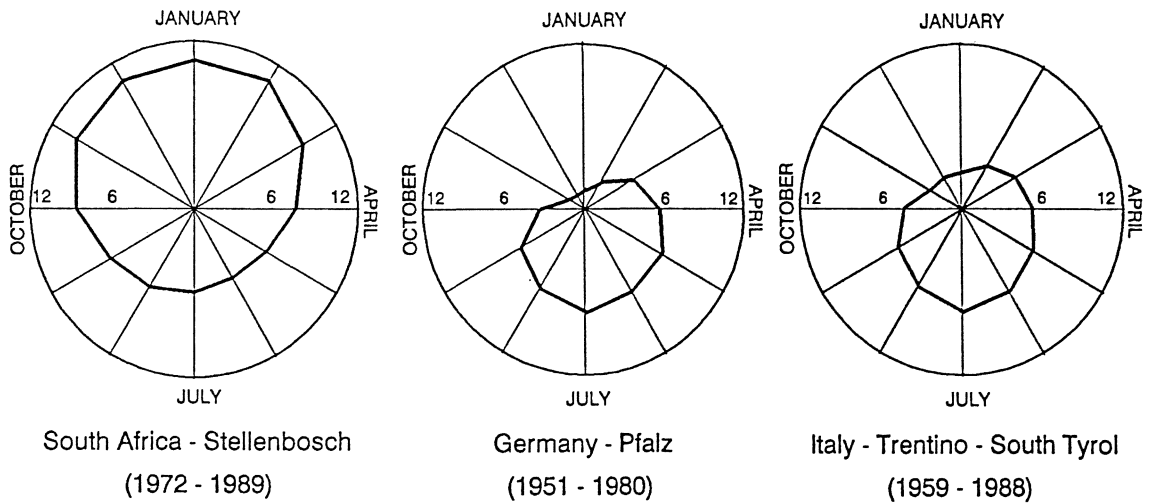 JANUARY
OCTOBER
12 6 6 12
APRIL
JULY
South Africa - Stellenbosch
(1972 - 1989)
JANUARY
OCTOBER
12 6 6 12
APRIL
JULY
Germany - Pfalz
(1951 - 1980)
JANUARY
OCTOBER
12 6 6 12
APRIL
JULY
Italy - Trentino - South Tyrol
(1959 - 1988)